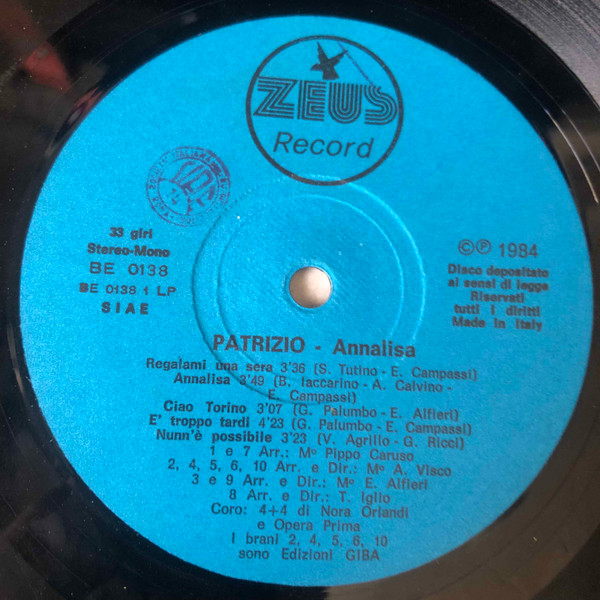 ZEUS
Record
33 giri
Stereo-Mono
BE 0138
BE 0138 1 LP
SIAE
©℗ 1984
Disco depositato
ai sensi di legge
Riservati
tutti i diritti
Made in Italy
PATRIZIO - Annalisa
Regalami una sera 3'36 (S. Tutino - E. Campassi)
Annalisa 3'49 (B. Iaccarino - A. Calvino -
E. Campassi)
Ciao Torino 3'07 (G. Palumbo - E. Alfieri)
E' troppo tardi 4'23 (G. Palumbo - E. Campassi)
Nunn'è possibile 3'23 (V. Agrillo - G. Ricci)
1 e 7 Arr.: Mº Pippo Caruso
2, 4, 5, 6, 10 Arr. e Dir.: Mº A. Visco
3 e 9 Arr. e Dir.: Mº E. Alfieri
8 Arr. e Dir.: T. Iglio
Coro: 4+4 di Nora Orlandi
e Opera Prima
I brani 2, 4, 5, 6, 10
sono Edizioni GIBA